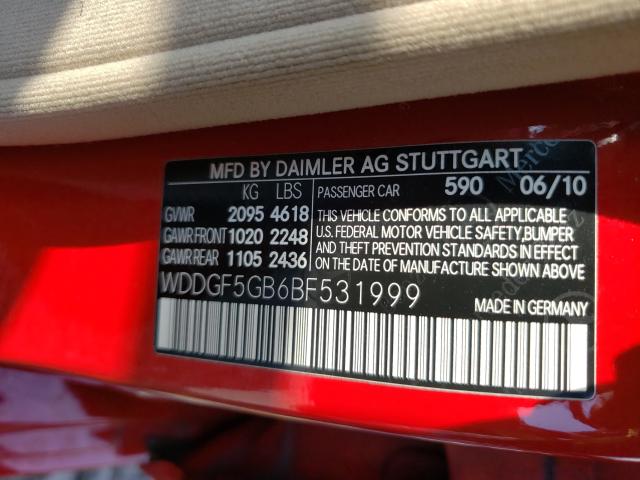 MFD BY DAIMLER AG STUTTGART
KG LBS
GVWR 2095 4618
GAWR FRONT 1020 2248
GAWR REAR 1105 2436
PASSENGER CAR 590 06/10
THIS VEHICLE CONFORMS TO ALL APPLICABLE
U.S. FEDERAL MOTOR VEHICLE SAFETY,BUMPER
AND THEFT PREVENTION STANDARDS IN EFFECT
ON THE DATE OF MANUFACTURE SHOWN ABOVE
WDDGF5GB6BF531999
MADE IN GERMANY